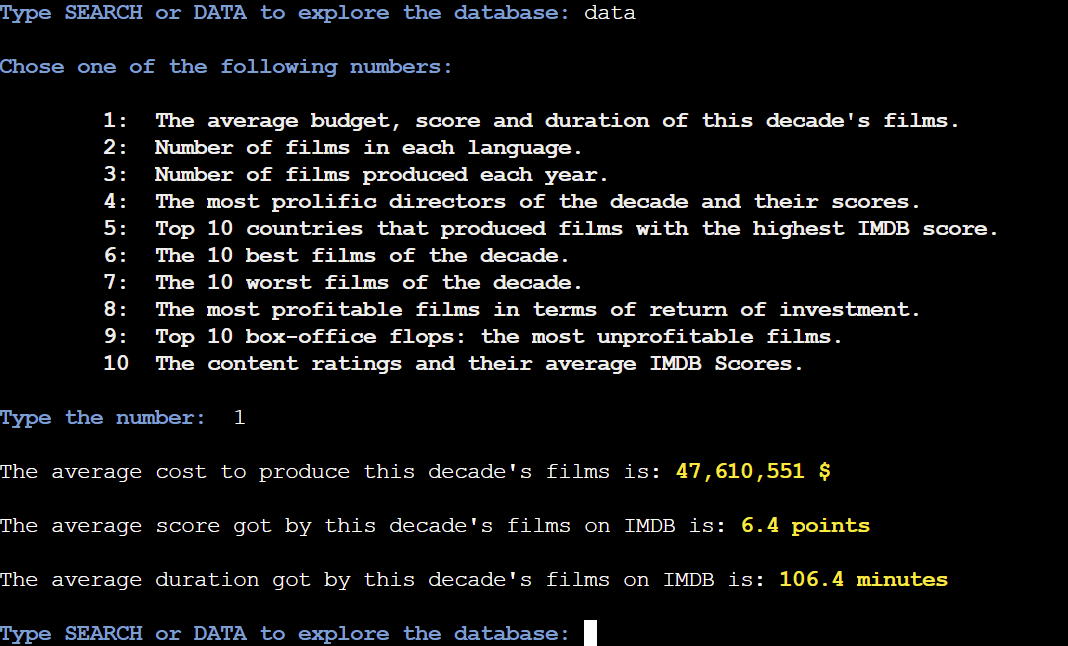 Type SEARCH or DATA to explore the database: data
Chose one of the following numbers:
1: The average budget, score and duration of this decade's films.
2: Number of films in each language.
3: Number of films produced each year.
4: The most prolific directors of the decade and their scores.
5: Top 10 countries that produced films with the highest IMDB score.
6: The 10 best films of the decade.
7: The 10 worst films of the decade.
8: The most profitable films in terms of return of investment.
9: Top 10 box-office flops: the most unprofitable films.
10 The content ratings and their average IMDB Scores.
Type the number: 1
The average cost to produce this decade's films is: 47,610,551 $
The average score got by this decade's films on IMDB is: 6.4 points
The average duration got by this decade's films on IMDB is: 106.4 minutes
Type SEARCH or DATA to explore the database: